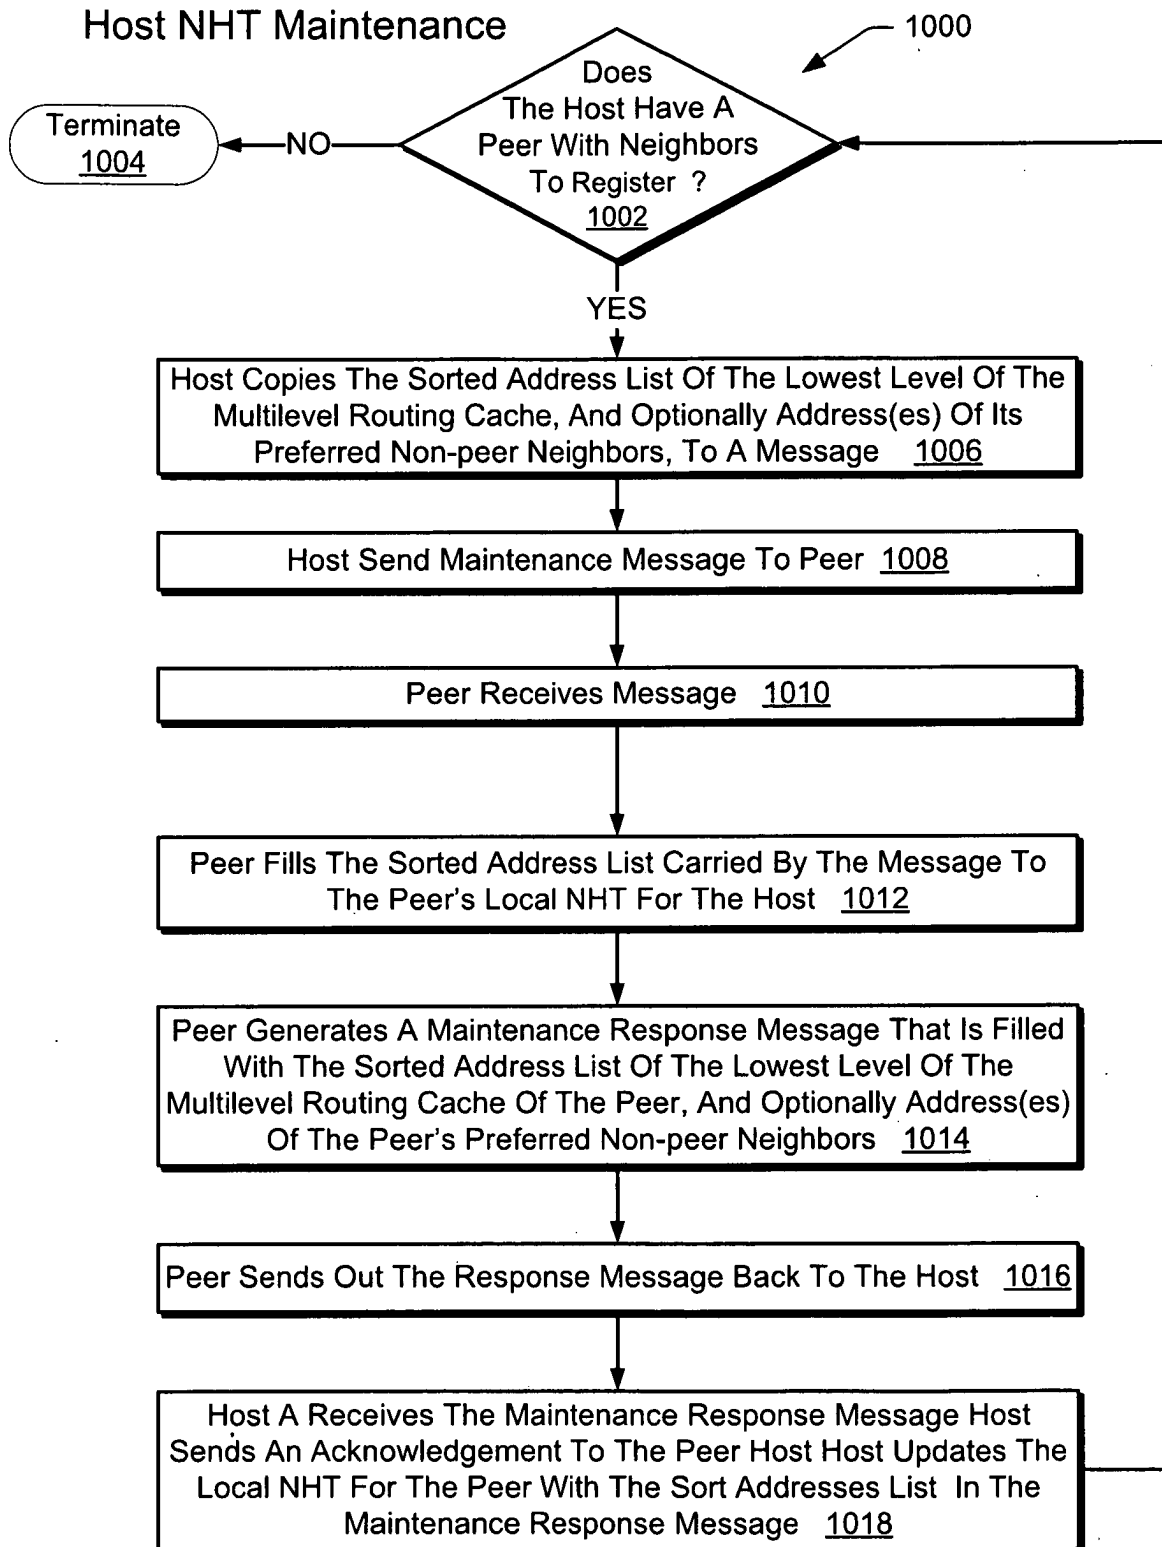 Host NHT Maintenance
1000
Does
The Host Have A
Peer With Neighbors
To Register ?
1002
NO
Terminate
1004
YES
Host Copies The Sorted Address List Of The Lowest Level Of The
Multilevel Routing Cache, And Optionally Address(es) Of Its
Preferred Non-peer Neighbors, To A Message 1006
Host Send Maintenance Message To Peer 1008
Peer Receives Message 1010
Peer Fills The Sorted Address List Carried By The Message To
The Peer's Local NHT For The Host 1012
Peer Generates A Maintenance Response Message That Is Filled
With The Sorted Address List Of The Lowest Level Of The
Multilevel Routing Cache Of The Peer, And Optionally Address(es)
Of The Peer's Preferred Non-peer Neighbors 1014
Peer Sends Out The Response Message Back To The Host 1016
Host A Receives The Maintenance Response Message Host
Sends An Acknowledgement To The Peer Host Host Updates The
Local NHT For The Peer With The Sort Addresses List In The
Maintenance Response Message 1018